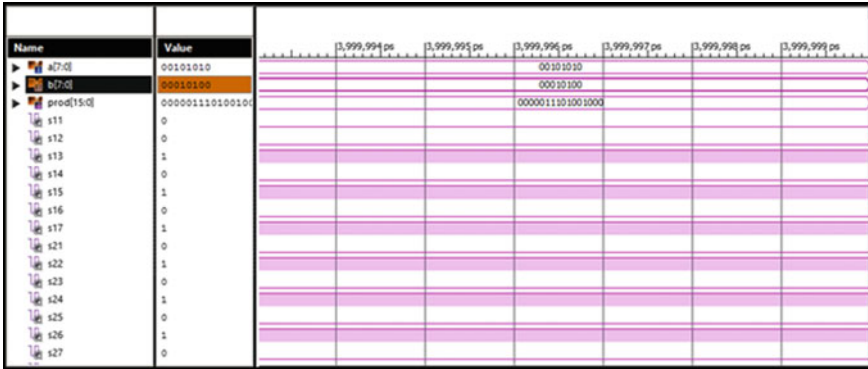 Name Value 3,999,994 ps 3,999,995 ps 3,999,996 ps 3,999,997 ps 3,999,998 ps 3,999,999 ps
a[7:0] 00101010 00101010
b[7:0] 00010100 00010100
prod[15:0] 000001110100100 0000011101001000
s11 0
s12 0
s13 1
s14 0
s15 1
s16 0
s17 1
s21 0
s22 1
s23 0
s24 1
s25 0
s26 1
s27 0